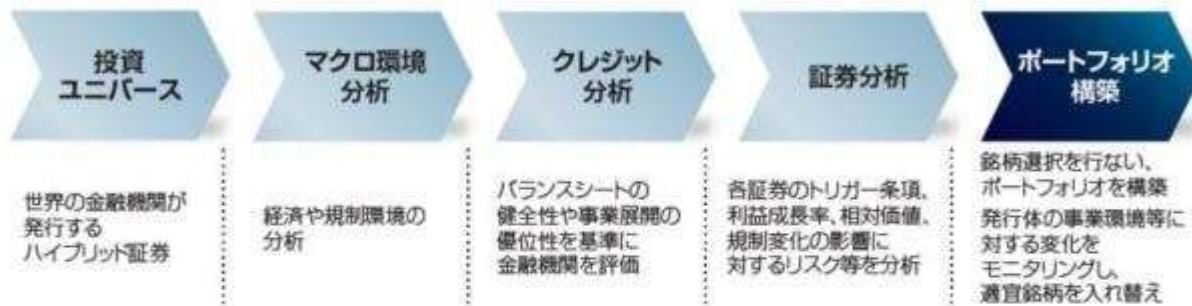 投資
ユニバース
マクロ環境
分析
クレジット
分析
証券分析
ポートフォリオ
構築
世界の金融機関が
発行する
ハイブリッド証券
経済や規制環境の
分析
バランスシートの
健全性や事業展開の
優位性を基準に
金融機関を評価
各証券のトリガー条項、
利益成長率、相対価値、
規制変化の影響に
対するリスク等を分析
銘柄選択を行ない、
ポートフォリオを構築
発行体の事業環境等に
対する変化を
モニタリングし、
適宜銘柄を入れ替え